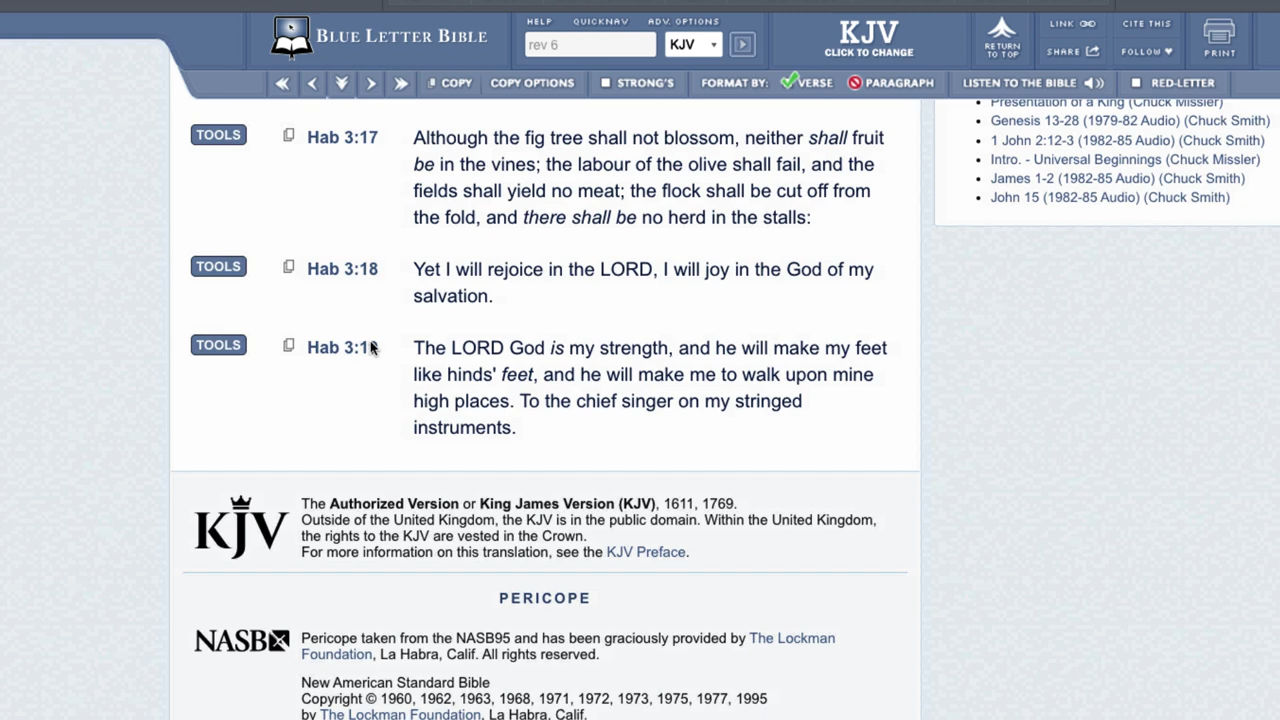 HELP QUICKNAV ADV. OPTIONS
BLUE LETTER BIBLE
rev 6
KJV
KJV
CLICK TO CHANGE
RETURN
TO TOP
LINK
CITE THIS
SHARE
FOLLOW
PRINT
COPY COPY OPTIONS STRONG'S FORMAT BY: VERSE PARAGRAPH LISTEN TO THE BIBLE RED-LETTER
Presentation of a King (Chuck Missler)
Genesis 13-28 (1979-82 Audio) (Chuck Smith)
1 John 2:12-3 (1982-85 Audio) (Chuck Smith)
Intro. - Universal Beginnings (Chuck Missler)
James 1-2 (1982-85 Audio) (Chuck Smith)
John 15 (1982-85 Audio) (Chuck Smith)
TOOLS Hab 3:17 Although the fig tree shall not blossom, neither shall fruit
be in the vines; the labour of the olive shall fail, and the
fields shall yield no meat; the flock shall be cut off from
the fold, and there shall be no herd in the stalls:
TOOLS Hab 3:18 Yet I will rejoice in the LORD, I will joy in the God of my
salvation.
TOOLS Hab The LORD God is my strength, and he will make my feet
like hinds' feet, and he will make me to walk upon mine
high places. To the chief singer on my stringed
instruments.
KJV
The Authorized Version or King James Version (KJV), 1611, 1769.
Outside of the United Kingdom, the KJV is in the public domain. Within the United Kingdom,
the rights to the KJV are vested in the Crown.
For more information on this translation, see the KJV Preface.
PERICOPE
NASB
Pericope taken from the NASB95 and has been graciously provided by The Lockman
Foundation, La Habra, Calif. All rights reserved.
New American Standard Bible
Copyright © 1960, 1962, 1963, 1968, 1971, 1972, 1973, 1975, 1977, 1995
by The Lockman Foundation, La Habra, Calif.